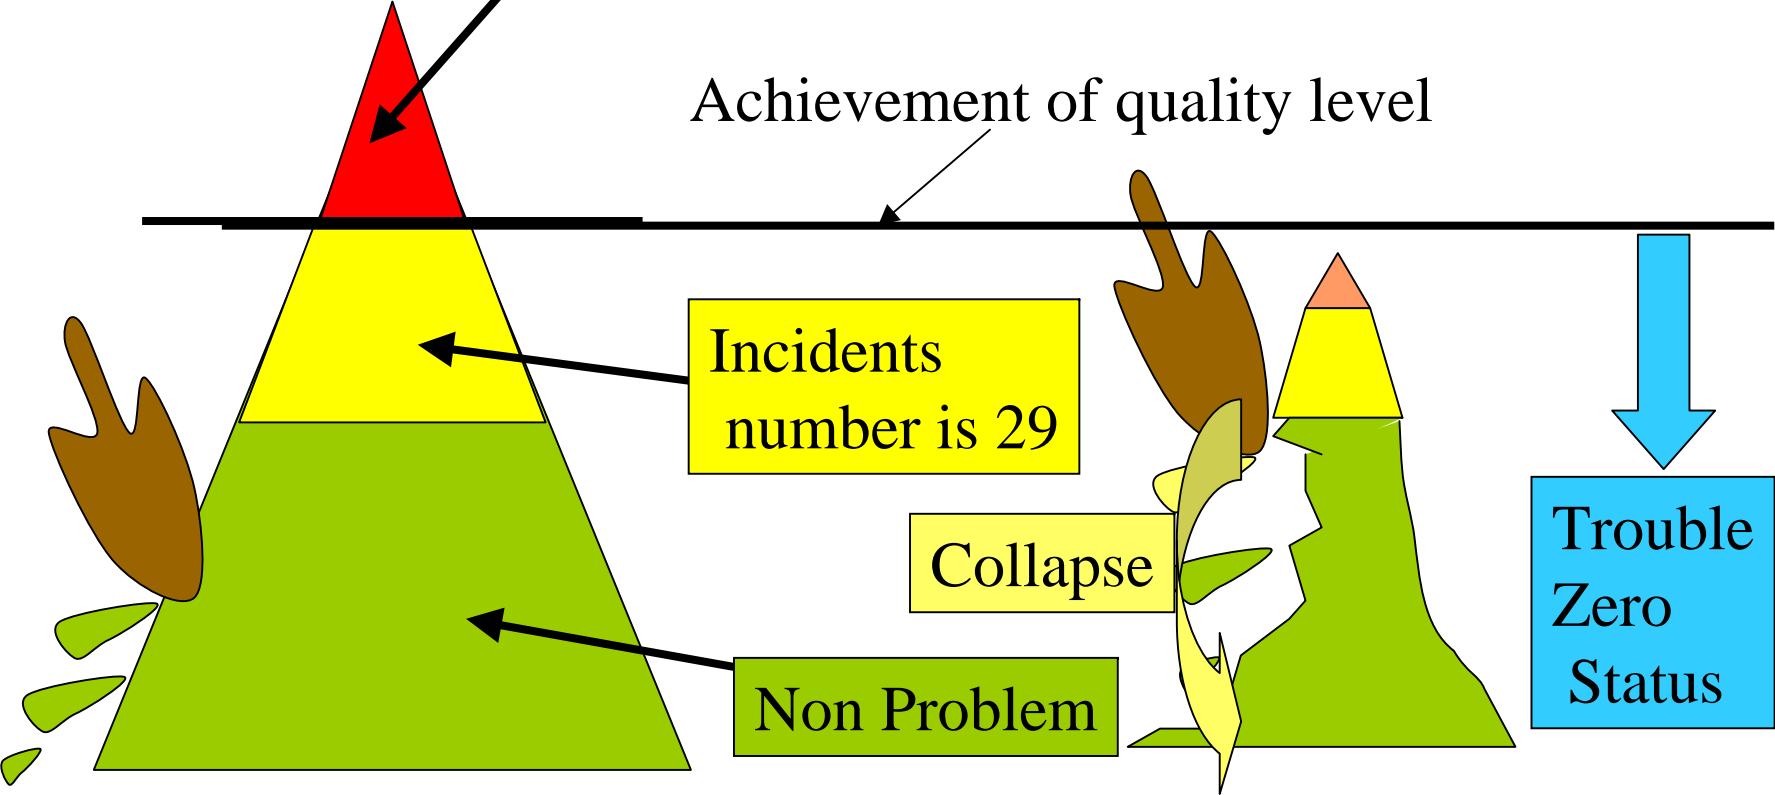 Achievement of quality level
Incidents
number is 29
Collapse
Non Problem
Trouble
Zero
Status